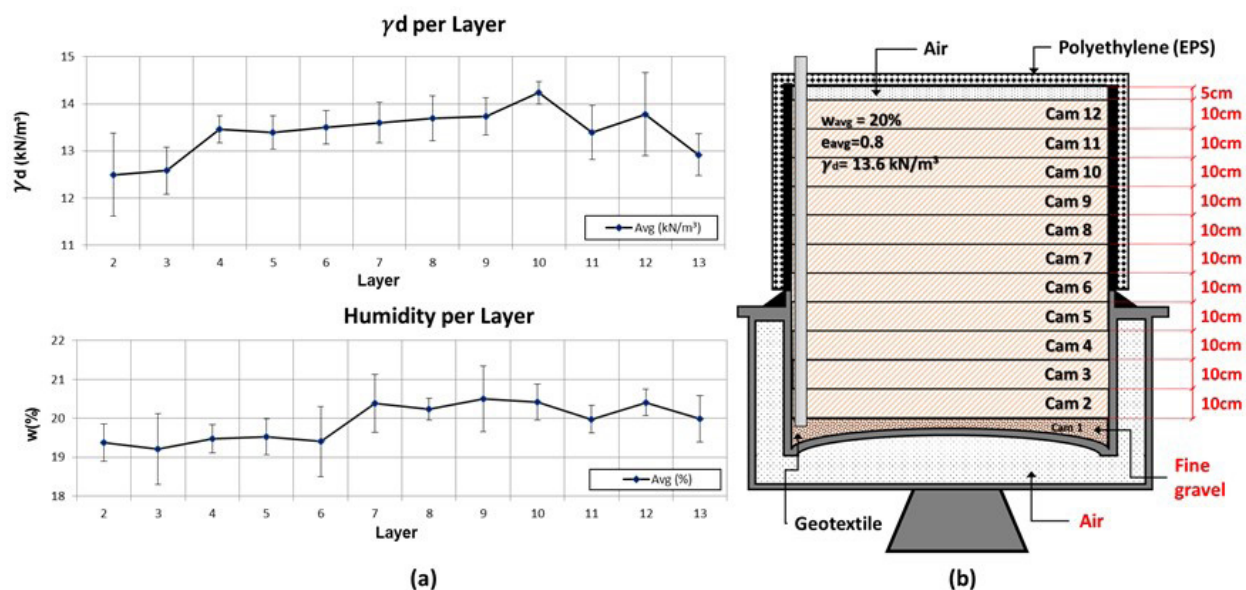 γd per Layer
15
14
13
12
11
γd (kN/m³)
Avg (kN/m³)
2 3 4 5 6 7 8 9 10 11 12 13
Layer
Humidity per Layer
22
21
20
19
18
w(%)
Avg (%)
2 3 4 5 6 7 8 9 10 11 12 13
Layer
(a)
Air
Polyethylene (EPS)
5cm
Cam 12
10cm
wavg = 20%
eavg=0.8
γd= 13.6 kN/m³
Cam 11
10cm
Cam 10
10cm
Cam 9
10cm
Cam 8
10cm
Cam 7
10cm
Cam 6
10cm
Cam 5
10cm
Cam 4
10cm
Cam 3
10cm
Cam 2
10cm
Cam 1
Fine
gravel
Geotextile
Air
(b)